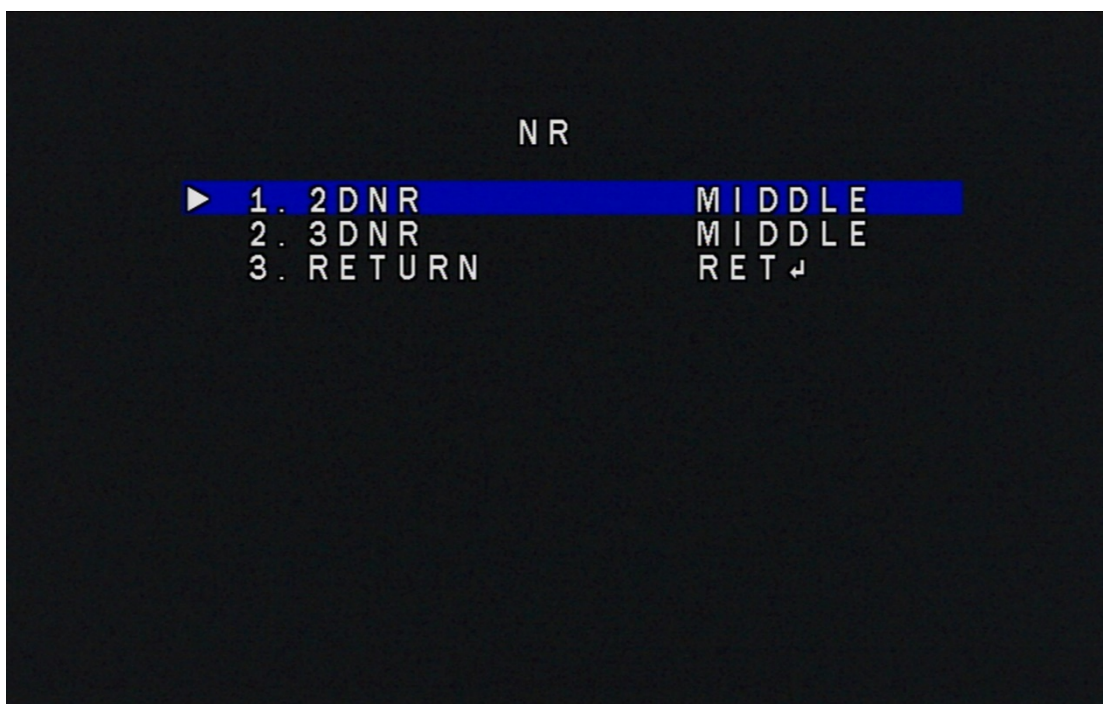 NR
▶ 1. 2DNR MIDDLE
2. 3DNR MIDDLE
3. RETURN RET↲